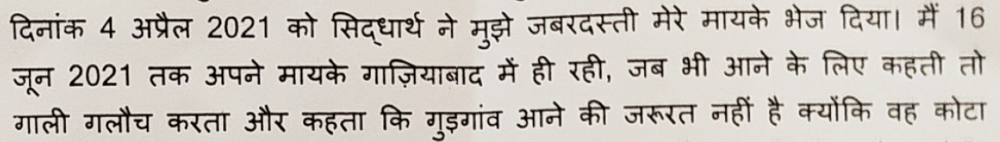 दिनांक 4 अप्रैल 2021 को सिद्धार्थ ने मुझे जबरदस्ती मेरे मायके भेज दिया। मैं 16
जून 2021 तक अपने मायके गाज़ियाबाद में ही रही, जब भी आने के लिए कहती तो
गाली गलौच करता और कहता कि गुड़गांव आने की जरूरत नहीं है क्योंकि वह कोटा